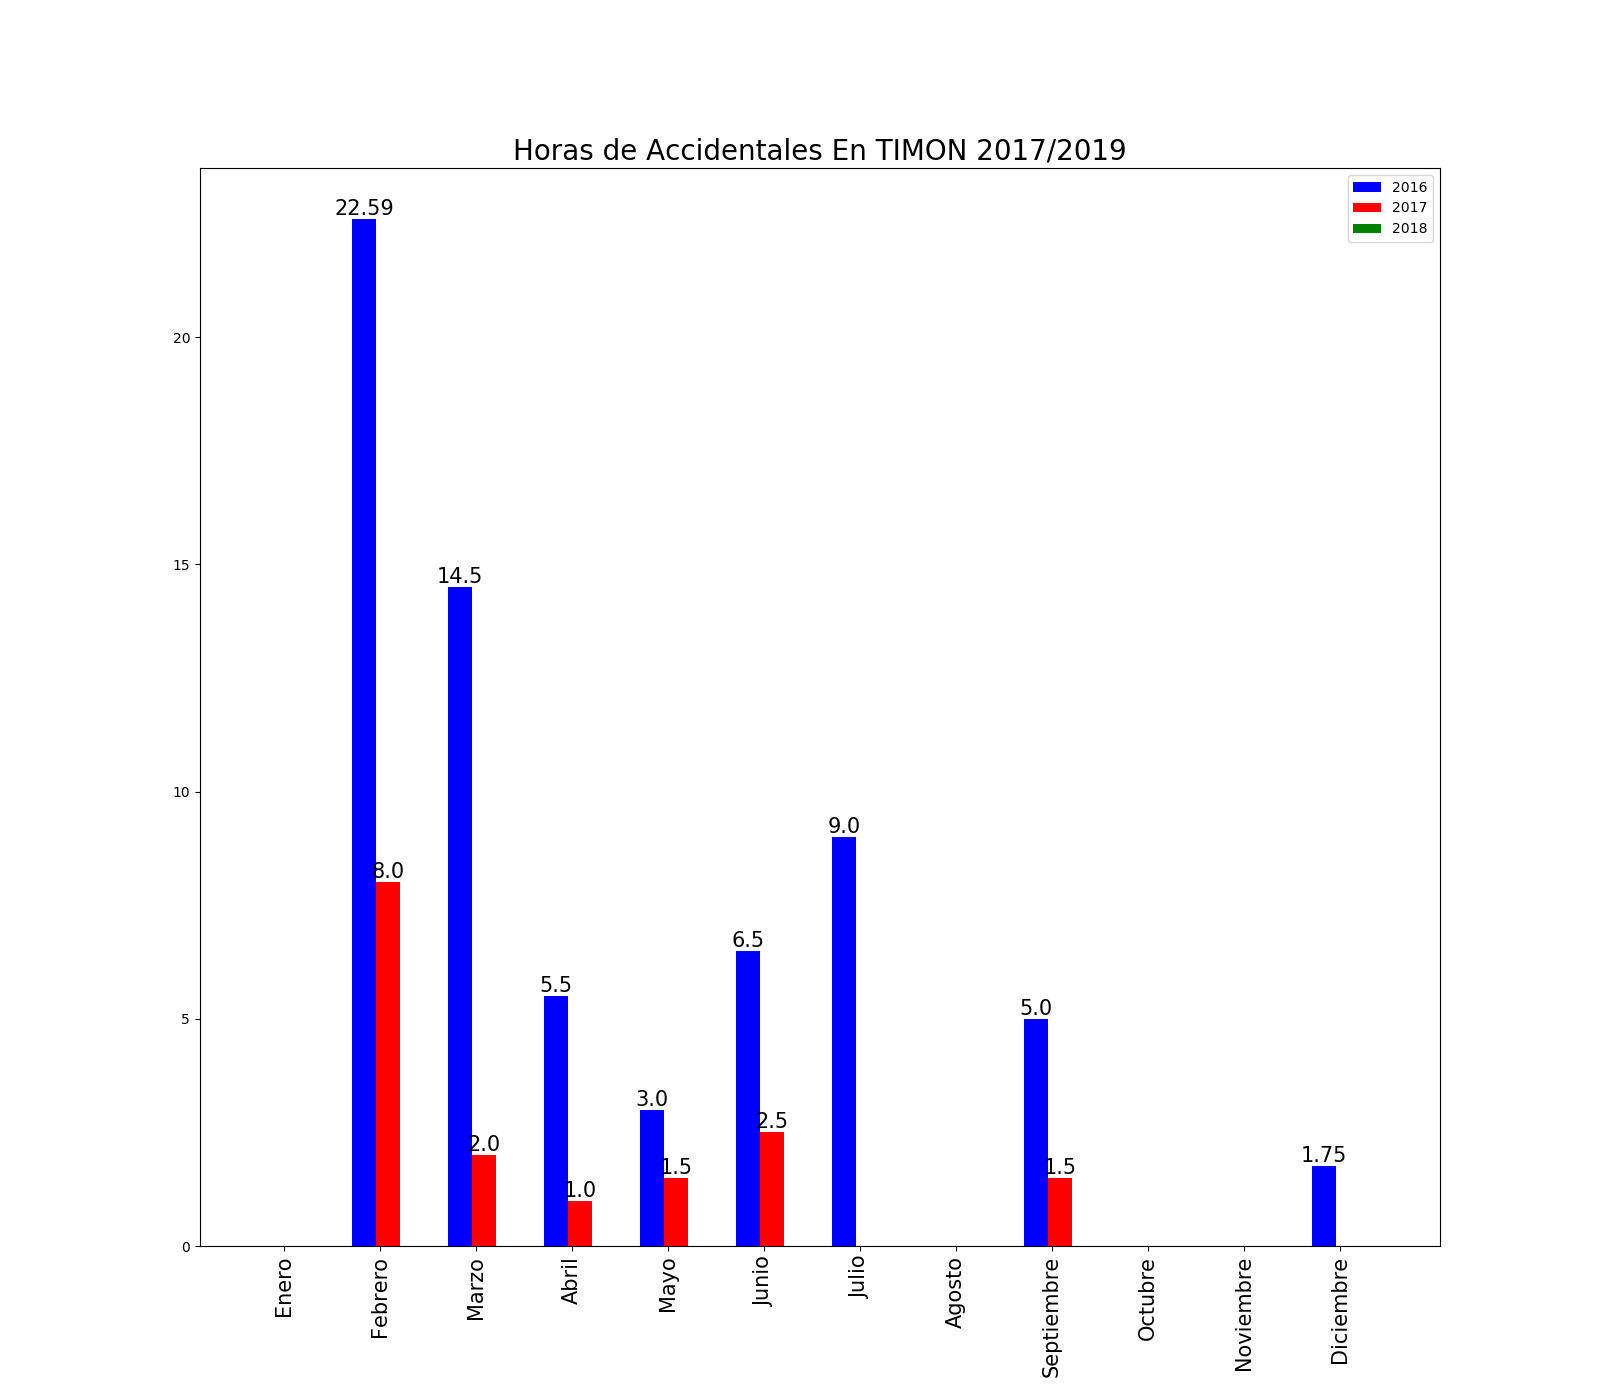 Horas de Accidentales En TIMON 2017/2019
2016
2017
2018
22.59
20
15
14.5
10
9.0
8.0
6.5
5.5
5
5.0
3.0
2.5
2.0
1.75
1.5
1.5
1.0
0
Enero
Febrero
Marzo
Abril
Mayo
Junio
Julio
Agosto
Septiembre
Octubre
Noviembre
Diciembre